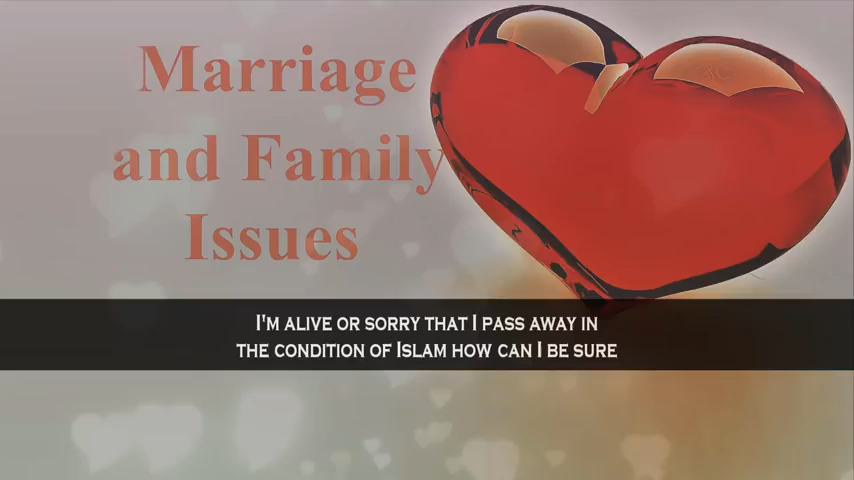 Marriage
and Family
Issues
I'm alive or sorry that I pass away in
the condition of Islam how can I be sure